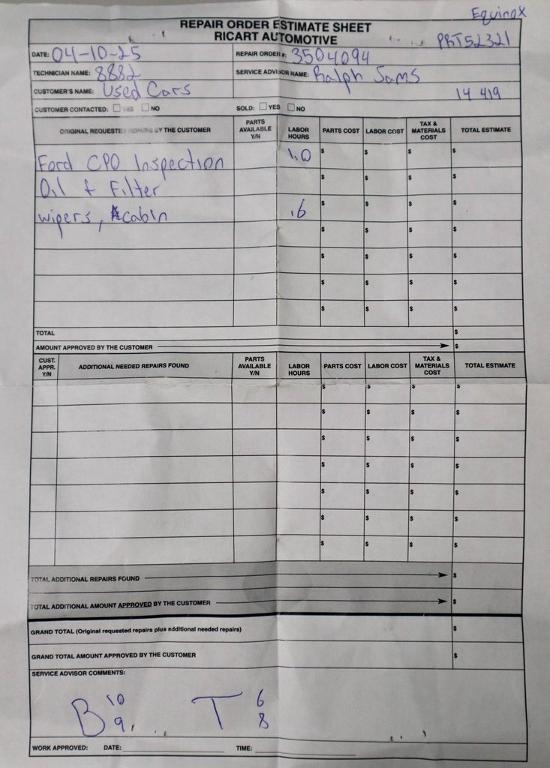 Equinox
REPAIR ORDER ESTIMATE SHEET
RICART AUTOMOTIVE
PRT52321
DATE: 04-10-25 REPAIR ORDER#: 3504094
TECHNICIAN NAME: 8882 SERVICE ADVISOR NAME: Ralph Sams
CUSTOMER'S NAME: Used Cars 14 419
CUSTOMER CONTACTED: YES NO SOLD: YES NO
ORIGINAL REQUESTED REPAIRS BY THE CUSTOMER PARTS AVAILABLE Y/N LABOR HOURS PARTS COST LABOR COST TAX & MATERIALS COST TOTAL ESTIMATE
Ford CPO Inspection 1.0 $ $ $ $
Oil + Filter $ $ $ $
wipers, cabin .6 $ $ $ $
$ $ $ $
$ $ $ $
$ $ $ $
$ $ $ $
TOTAL $
AMOUNT APPROVED BY THE CUSTOMER $
CUST. APPR. Y/N ADDITIONAL NEEDED REPAIRS FOUND PARTS AVAILABLE Y/N LABOR HOURS PARTS COST LABOR COST TAX & MATERIALS COST TOTAL ESTIMATE
$ $ $ $
$ $ $ $
$ $ $ $
$ $ $ $
$ $ $ $
$ $ $ $
$ $ $ $
TOTAL ADDITIONAL REPAIRS FOUND $
TOTAL ADDITIONAL AMOUNT APPROVED BY THE CUSTOMER $
GRAND TOTAL (Original requested repairs plus additional needed repairs) $
GRAND TOTAL AMOUNT APPROVED BY THE CUSTOMER $
SERVICE ADVISOR COMMENTS:
B 10 T 6
9 8
WORK APPROVED: DATE: TIME: